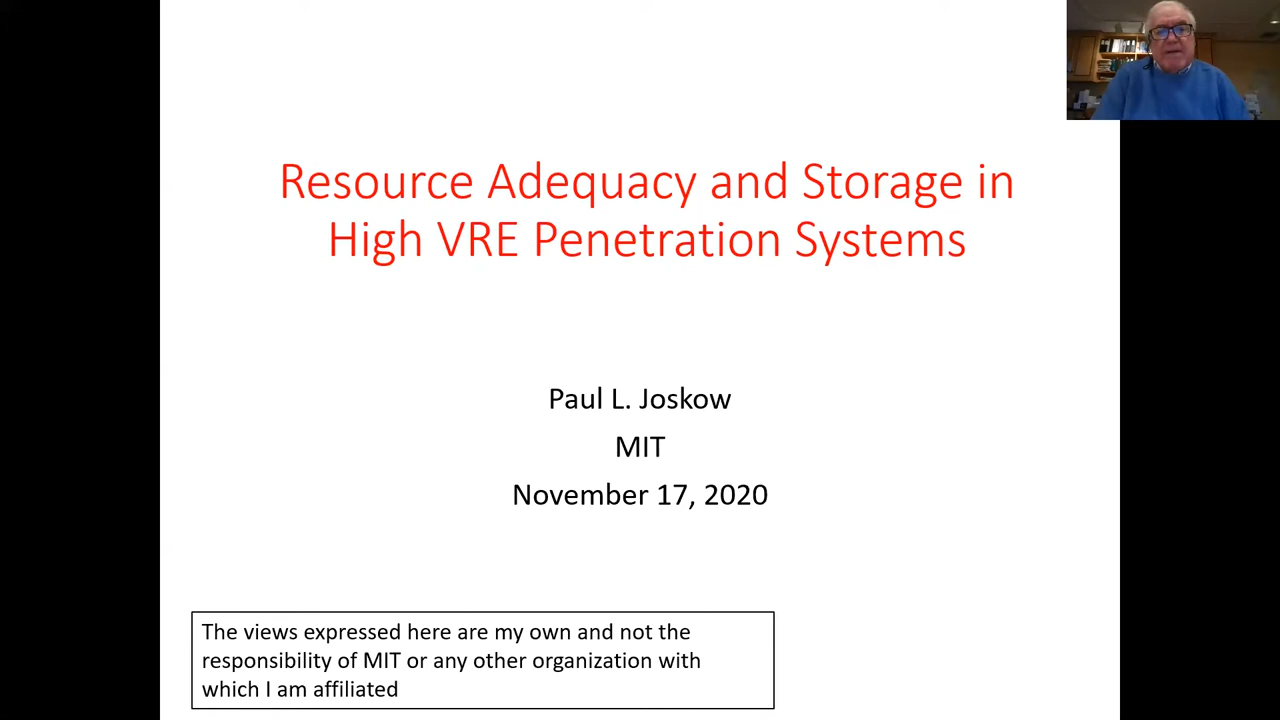 Resource Adequacy and Storage in
High VRE Penetration Systems
Paul L. Joskow
MIT
November 17, 2020
The views expressed here are my own and not the
responsibility of MIT or any other organization with
which I am affiliated